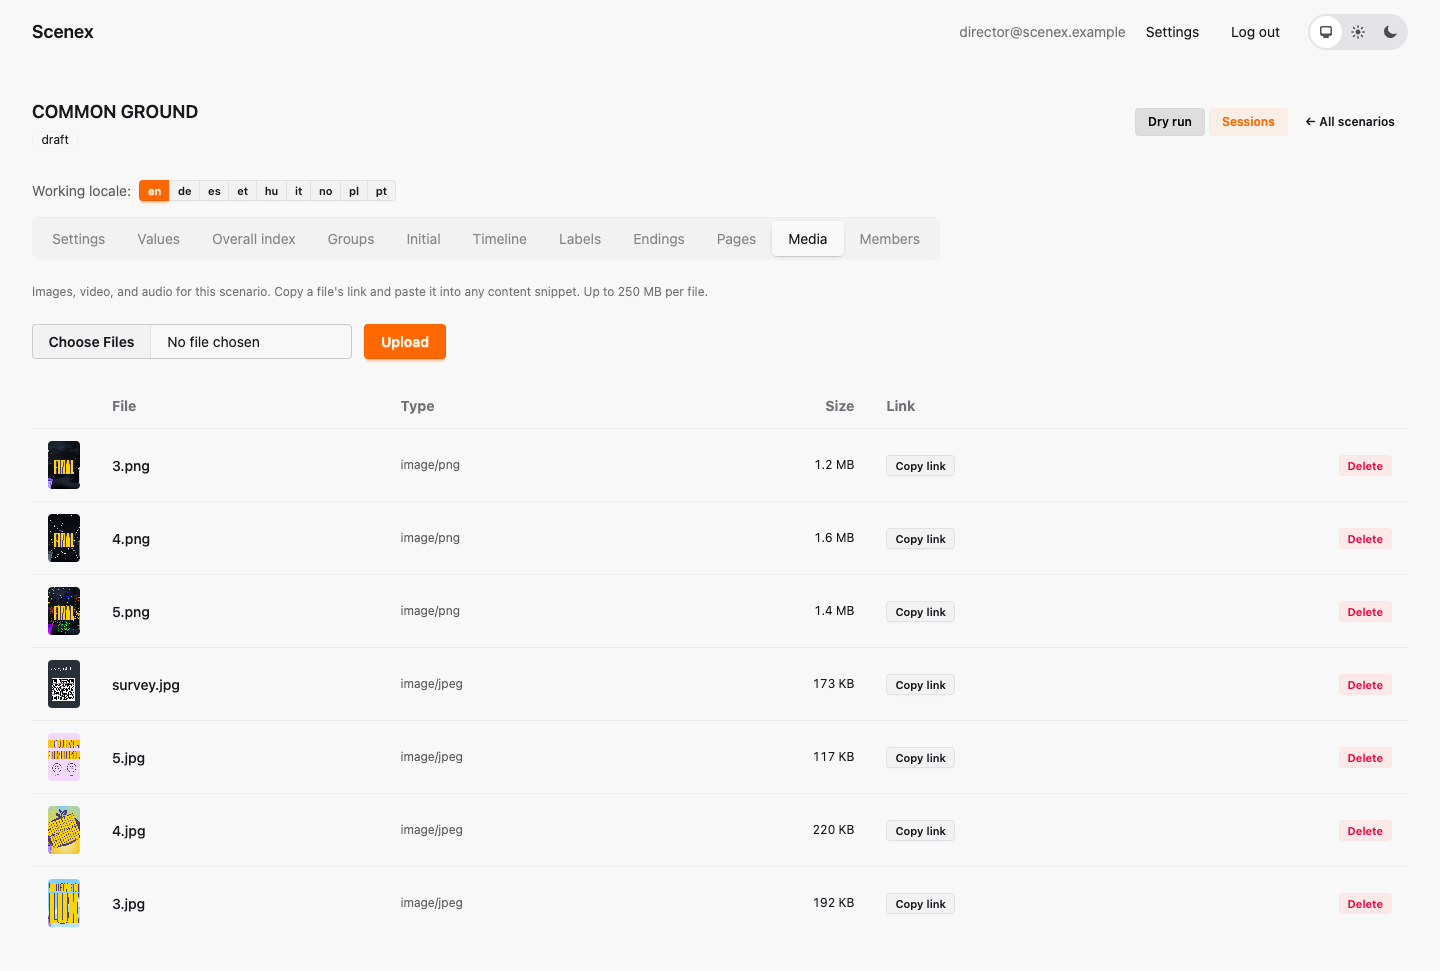 Scenex
director@scenex.example Settings Log out
COMMON GROUND
draft
Dry run Sessions ← All scenarios
Working locale: en de es et hu it no pl pt
Settings Values Overall index Groups Initial Timeline Labels Endings Pages Media Members
Images, video, and audio for this scenario. Copy a file's link and paste it into any content snippet. Up to 250 MB per file.
Choose Files No file chosen Upload
File Type Size Link
3.png image/png 1.2 MB Copy link Delete
4.png image/png 1.6 MB Copy link Delete
5.png image/png 1.4 MB Copy link Delete
survey.jpg image/jpeg 173 KB Copy link Delete
5.jpg image/jpeg 117 KB Copy link Delete
4.jpg image/jpeg 220 KB Copy link Delete
3.jpg image/jpeg 192 KB Copy link Delete